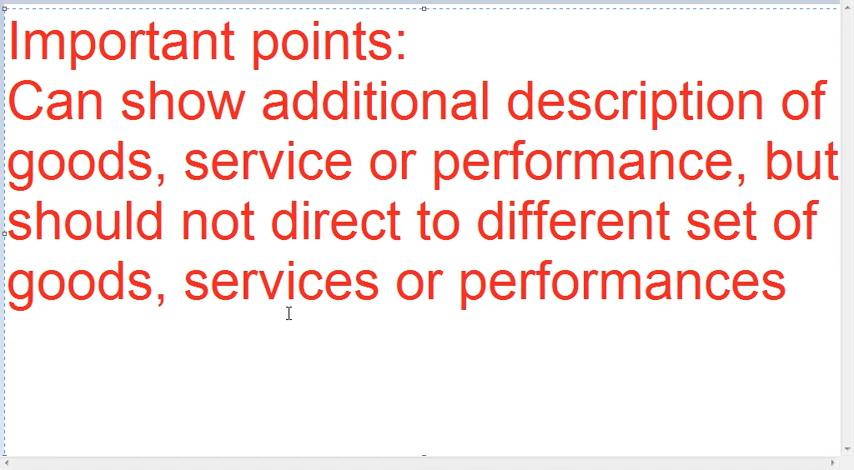 Important points:
Can show additional description of
goods, service or performance, but
should not direct to different set of
goods, services or performances